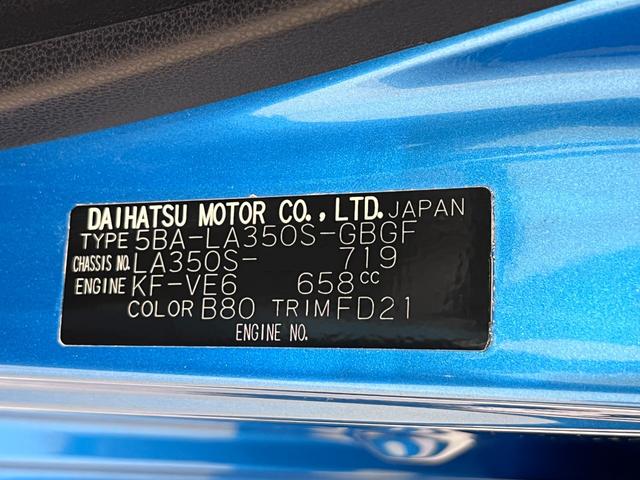 DAIHATSU MOTOR CO., LTD. JAPAN
TYPE 5BA-LA350S-GBGF
CHASSIS NO. LA350S- 719
ENGINE KF-VE6 658cc
COLOR B80 TRIM FD21
ENGINE NO.